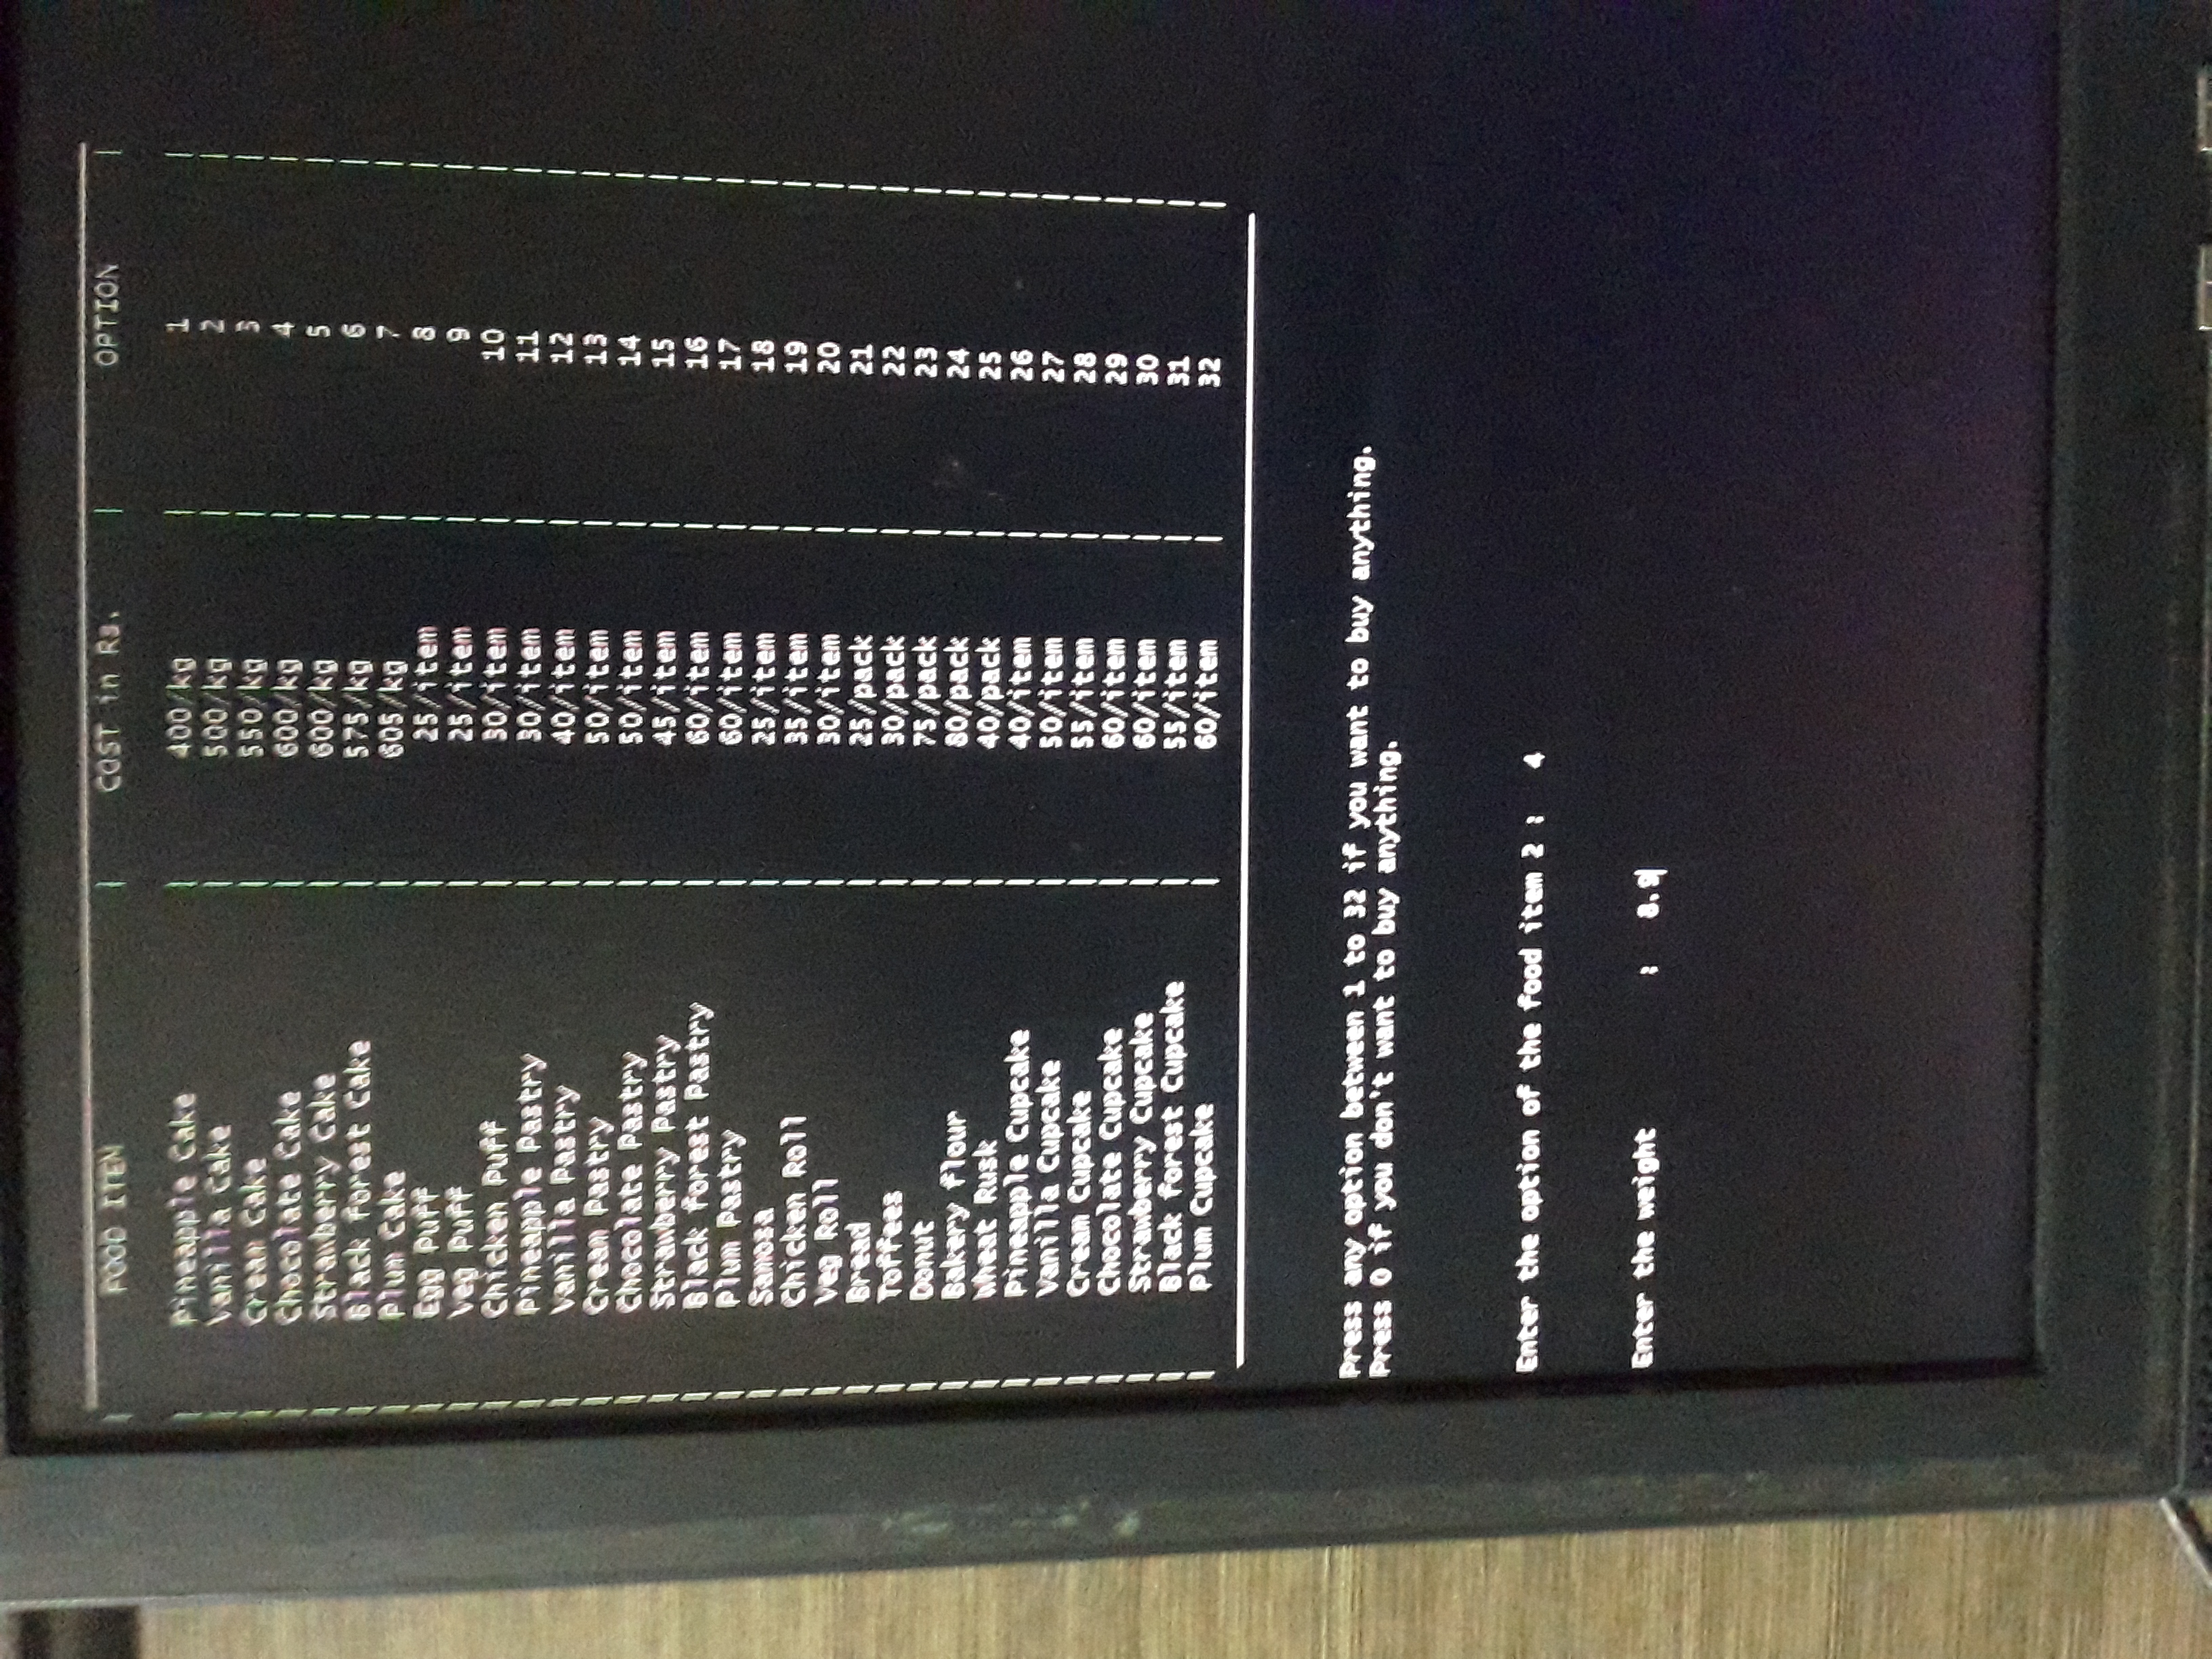 FOOD ITEM | COST in Rs. | OPTION
Pineapple Cake | 400/kg | 1
Vanilla Cake | 500/kg | 2
Cream Cake | 550/kg | 3
Chocolate Cake | 600/kg | 4
Strawberry Cake | 600/kg | 5
Black forest Cake | 575/kg | 6
Plum Cake | 605/kg | 7
Egg Puff | 25/item | 8
Veg Puff | 25/item | 9
Chicken Puff | 30/item | 10
Pineapple Pastry | 30/item | 11
Vanilla Pastry | 40/item | 12
Cream Pastry | 50/item | 13
Chocolate Pastry | 50/item | 14
Strawberry Pastry | 45/item | 15
Black forest Pastry | 60/item | 16
Plum Pastry | 60/item | 17
Samosa | 25/item | 18
Chicken Roll | 35/item | 19
Veg Roll | 30/item | 20
Bread | 25/pack | 21
Toffees | 30/pack | 22
Donut | 75/pack | 23
Bakery flour | 80/pack | 24
Wheat Rusk | 40/pack | 25
Pineapple Cupcake | 40/item | 26
Vanilla Cupcake | 50/item | 27
Cream Cupcake | 55/item | 28
Chocolate Cupcake | 60/item | 29
Strawberry Cupcake | 60/item | 30
Black forest Cupcake | 55/item | 31
Plum Cupcake | 60/item | 32
Press any option between 1 to 32 if you want to buy anything.
Press 0 if you don't want to buy anything.
Enter the option of the food item 2 : 4
Enter the weight : 8.9